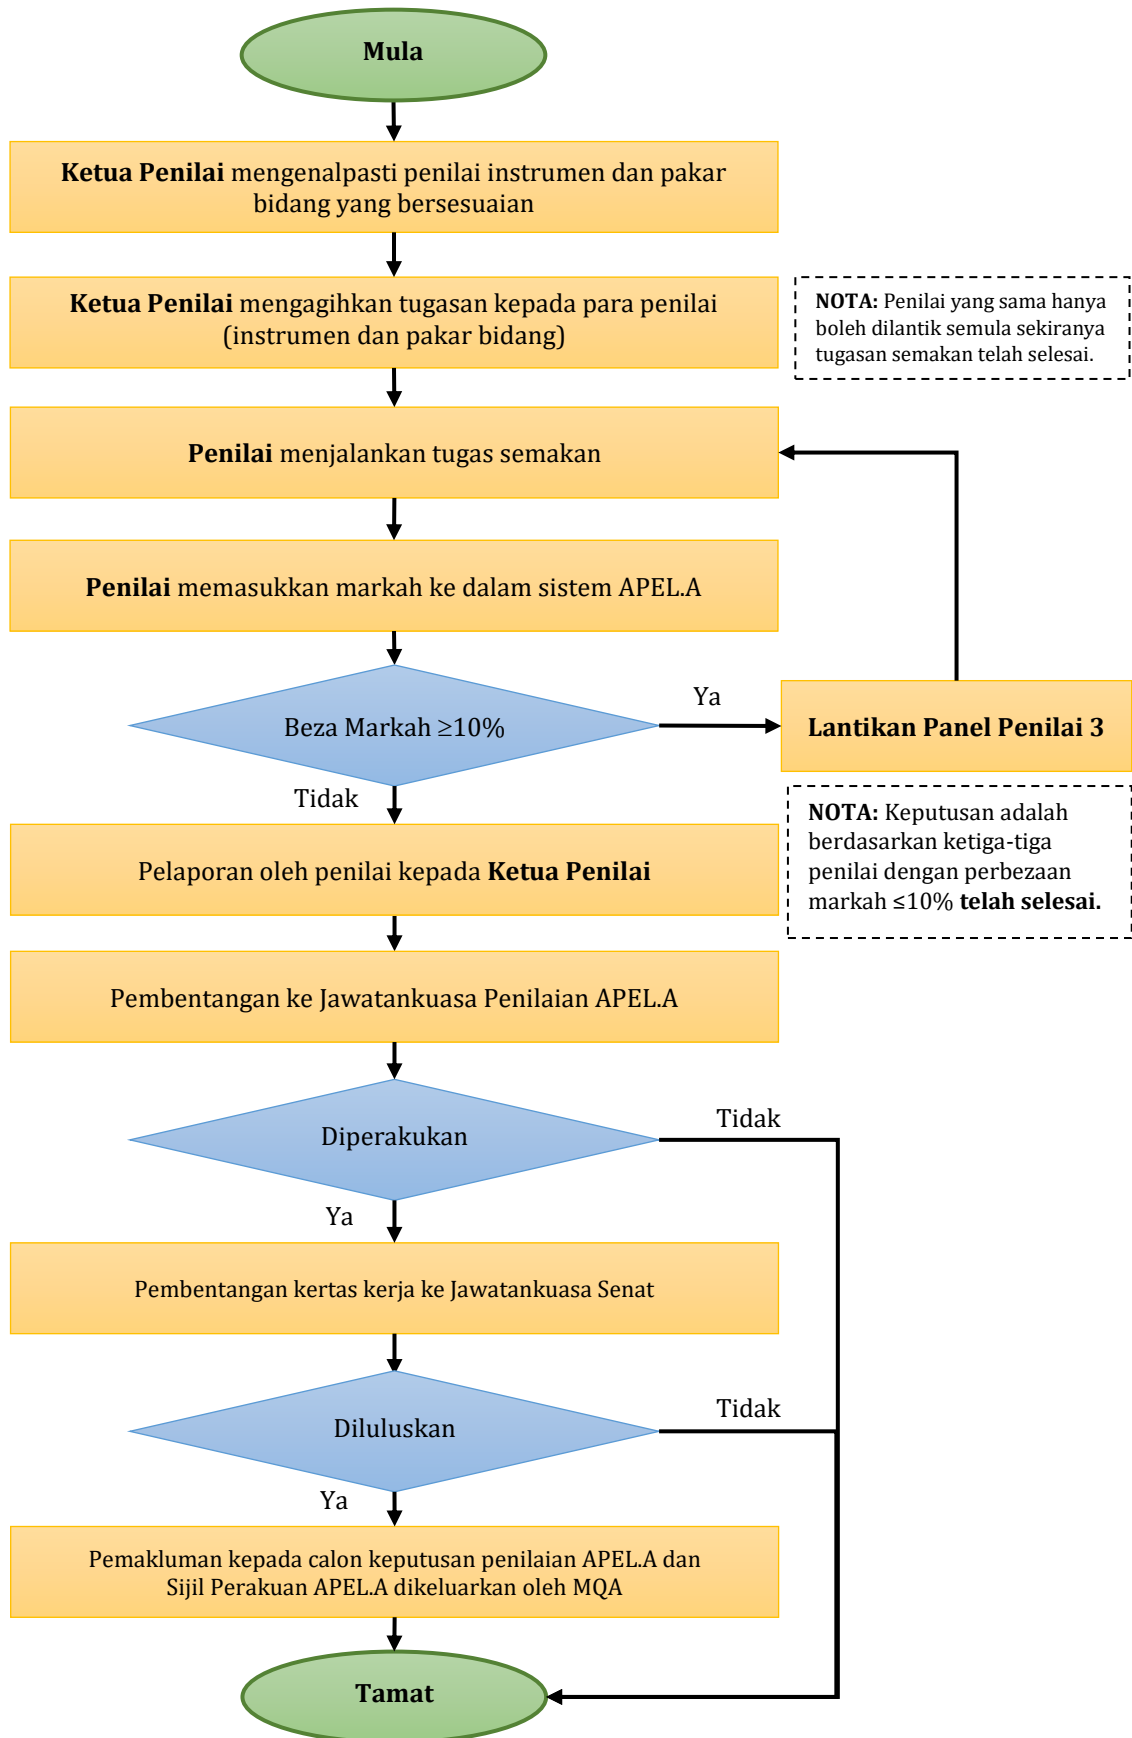 Mula
Ketua Penilai mengenalpasti penilai instrumen dan pakar
bidang yang bersesuaian
Ketua Penilai mengagihkan tugasan kepada para penilai
(instrumen dan pakar bidang)
NOTA: Penilai yang sama hanya
boleh dilantik semula sekiranya
tugasan semakan telah selesai.
Penilai menjalankan tugas semakan
Penilai memasukkan markah ke dalam sistem APEL.A
Beza Markah ≥10%
Ya
Lantikan Panel Penilai 3
Tidak
NOTA: Keputusan adalah
berdasarkan ketiga-tiga
penilai dengan perbezaan
markah ≤10% telah selesai.
Pelaporan oleh penilai kepada Ketua Penilai
Pembentangan ke Jawatankuasa Penilaian APEL.A
Diperakukan
Tidak
Ya
Pembentangan kertas kerja ke Jawatankuasa Senat
Diluluskan
Tidak
Ya
Pemakluman kepada calon keputusan penilaian APEL.A dan
Sijil Perakuan APEL.A dikeluarkan oleh MQA
Tamat